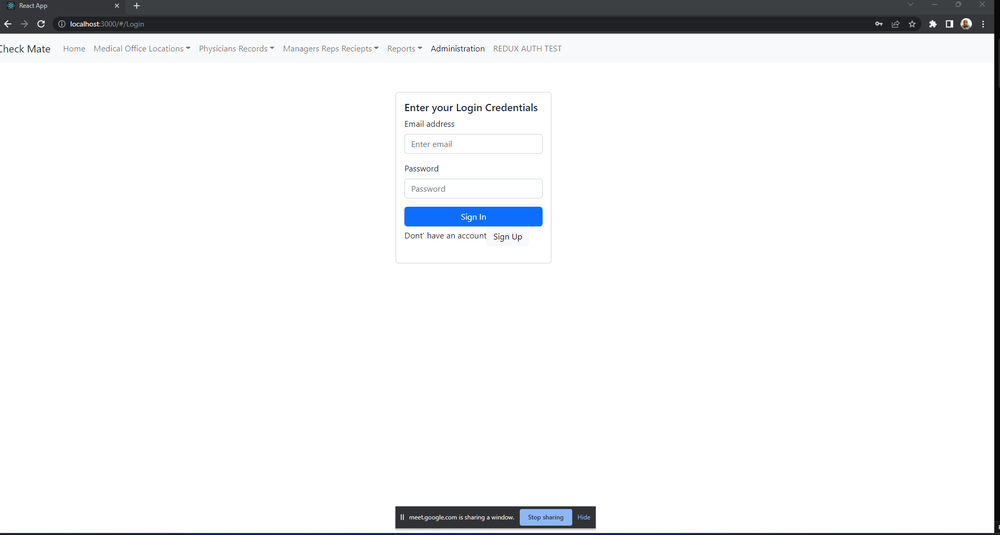 React App
localhost:3000/#/Login
Check Mate Home Medical Office Locations Physicians Records Managers Reps Reciepts Reports Administration REDUX AUTH TEST
Enter your Login Credentials
Email address
Enter email
Password
Password
Sign In
Dont' have an account Sign Up
meet.google.com is sharing a window. Stop sharing Hide